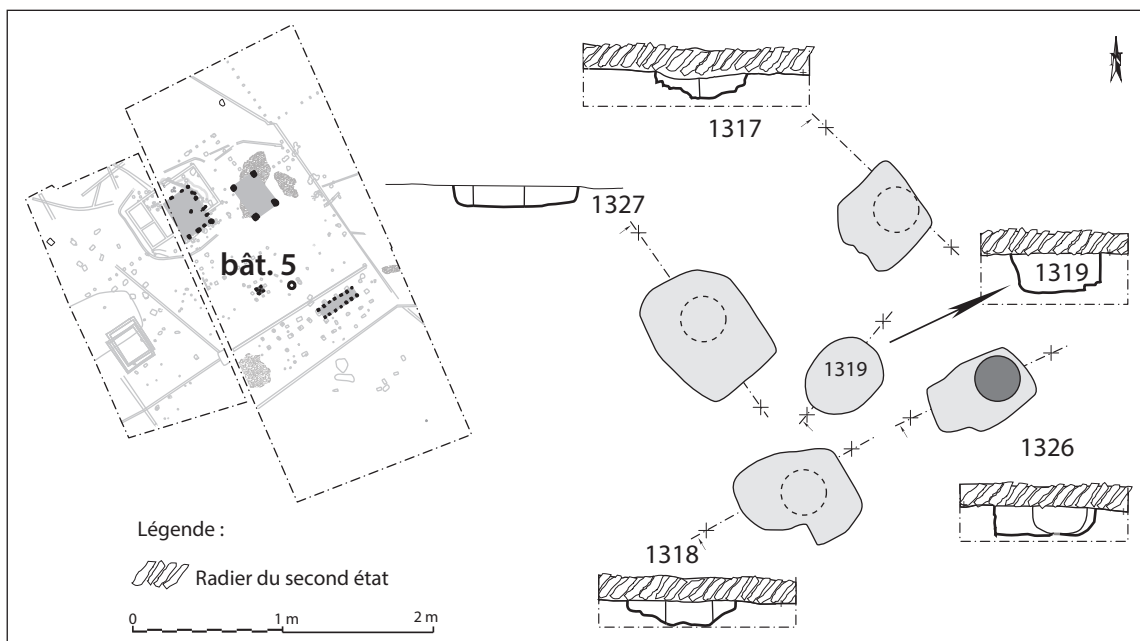 1317
1327
bât. 5
1319
1319
1326
1318
Légende :
Radier du second état
0 1 m 2 m
N